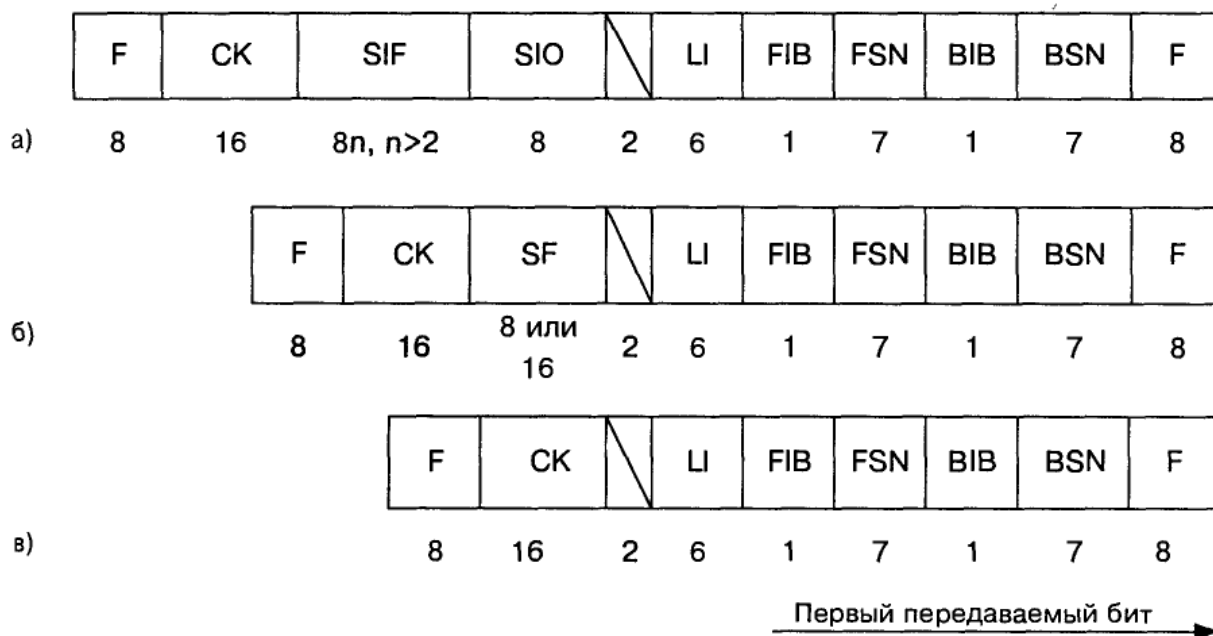 F CK SIF SIO LI FIB FSN BIB BSN F
а) 8 16 8n, n>2 8 2 6 1 7 1 7 8
F CK SF LI FIB FSN BIB BSN F
б) 8 16 8 или 16 2 6 1 7 1 7 8
F CK LI FIB FSN BIB BSN F
в) 8 16 2 6 1 7 1 7 8
Первый передаваемый бит